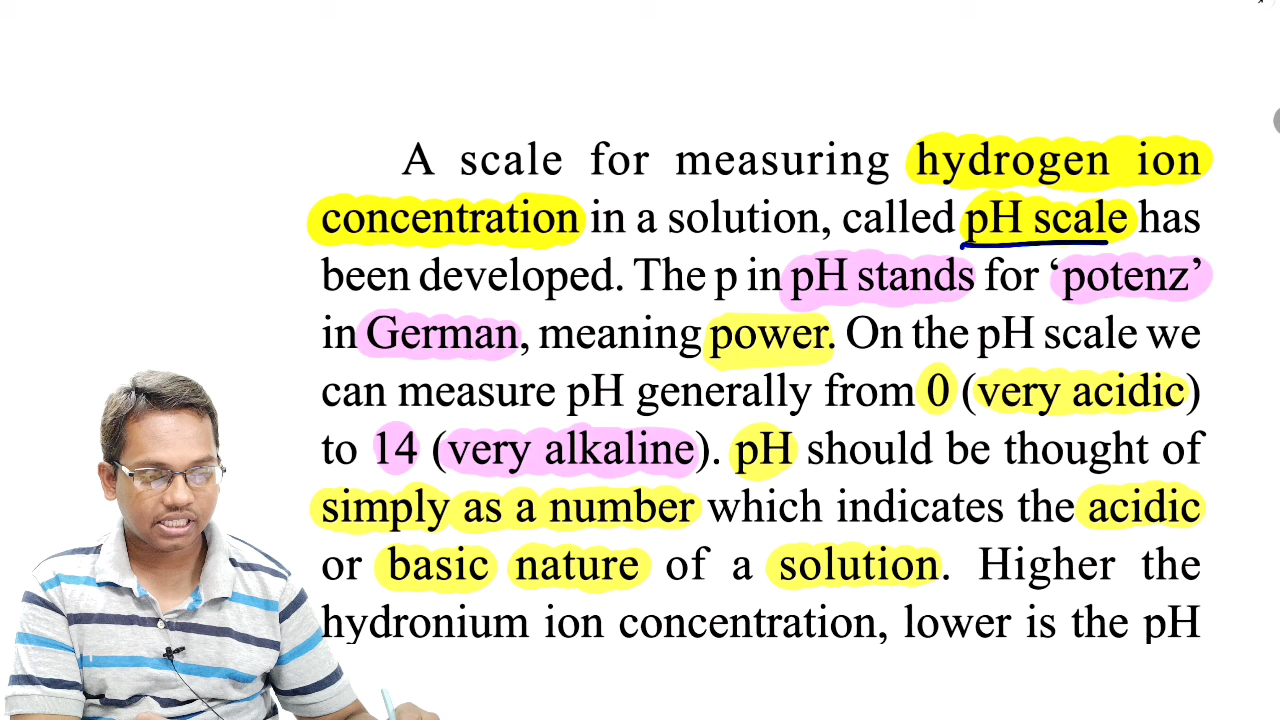 A scale for measuring hydrogen ion
concentration in a solution, called pH scale has
been developed. The p in pH stands for ‘potenz’
in German, meaning power. On the pH scale we
can measure pH generally from 0 (very acidic)
to 14 (very alkaline). pH should be thought of
simply as a number which indicates the acidic
or basic nature of a solution. Higher the
hydronium ion concentration, lower is the pH